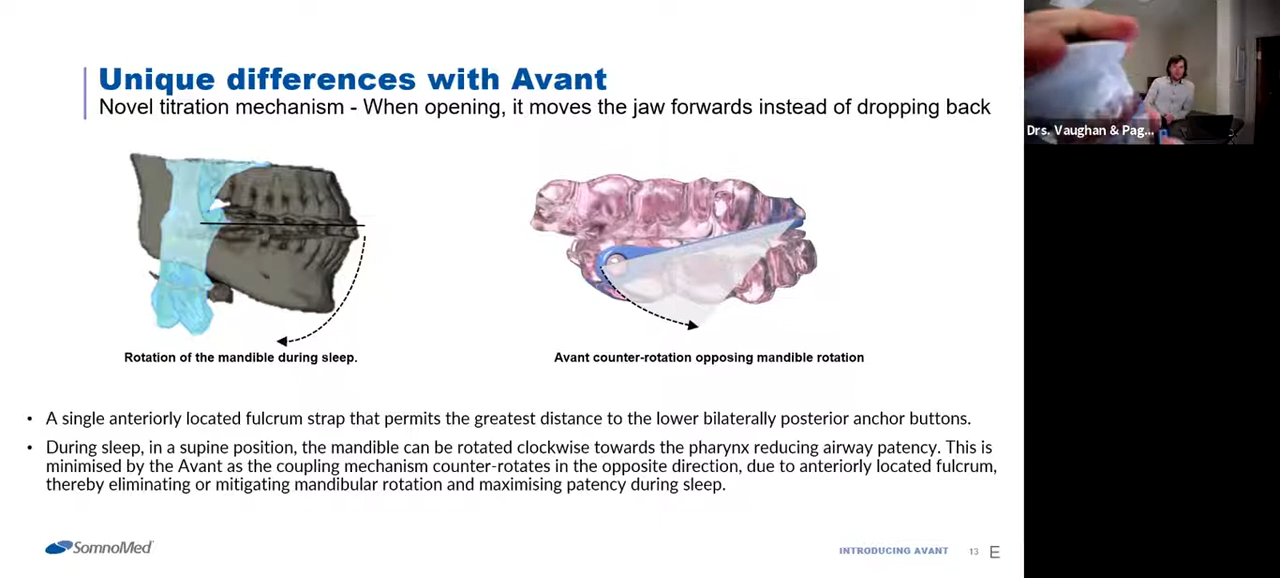 Unique differences with Avant
Novel titration mechanism - When opening, it moves the jaw forwards instead of dropping back
Drs. Vaughan & Pag...
Rotation of the mandible during sleep.
Avant counter-rotation opposing mandible rotation
• A single anteriorly located fulcrum strap that permits the greatest distance to the lower bilaterally posterior anchor buttons.
• During sleep, in a supine position, the mandible can be rotated clockwise towards the pharynx reducing airway patency. This is
minimised by the Avant as the coupling mechanism counter-rotates in the opposite direction, due to anteriorly located fulcrum,
thereby eliminating or mitigating mandibular rotation and maximising patency during sleep.
SomnoMed
INTRODUCING AVANT 13 E